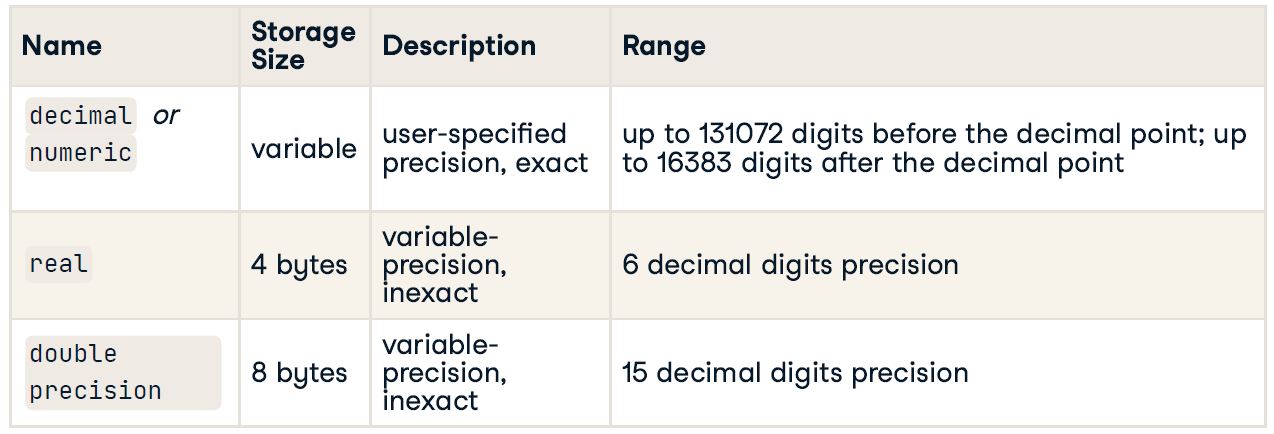 Name
Storage
Size
Description
Range
decimal or
numeric
variable
user-specified
precision, exact
up to 131072 digits before the decimal point; up
to 16383 digits after the decimal point
real
4 bytes
variable-
precision,
inexact
6 decimal digits precision
double
precision
8 bytes
variable-
precision,
inexact
15 decimal digits precision